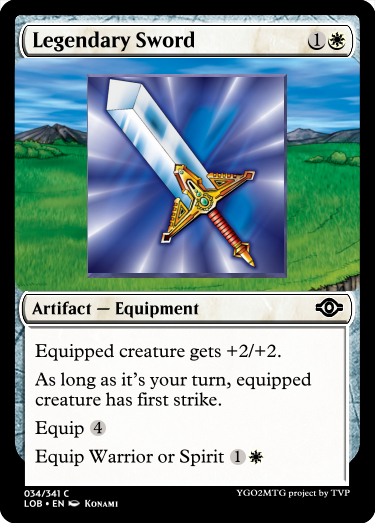 Legendary Sword 1
Artifact — Equipment
Equipped creature gets +2/+2.
As long as it's your turn, equipped
creature has first strike.
Equip 4
Equip Warrior or Spirit 1
034/341 C
LOB • EN Konami
YGO2MTG project by TVP